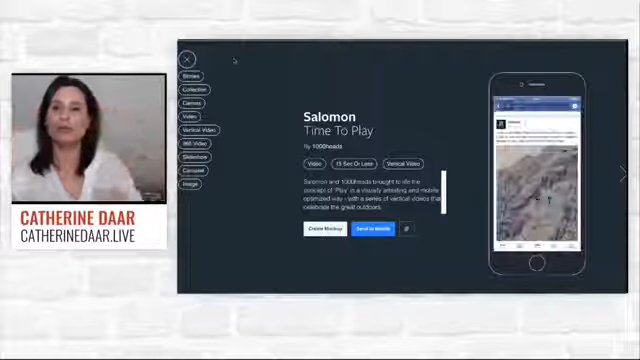 Stories
Collection
Canvas
Video
Vertical Video
360 Video
Slideshow
Carousel
Image
Salomon
Time To Play
By 1000heads
Video
15 Sec Or Less
Vertical Video
Salomon and 1000heads brought to life the
concept of 'Play' in a visually arresting and mobile
optimized way - with a series of vertical videos that
celebrate the great outdoors.
Create Mockup
Send to Mobile
CATHERINE DAAR
CATHERINEDAAR.LIVE